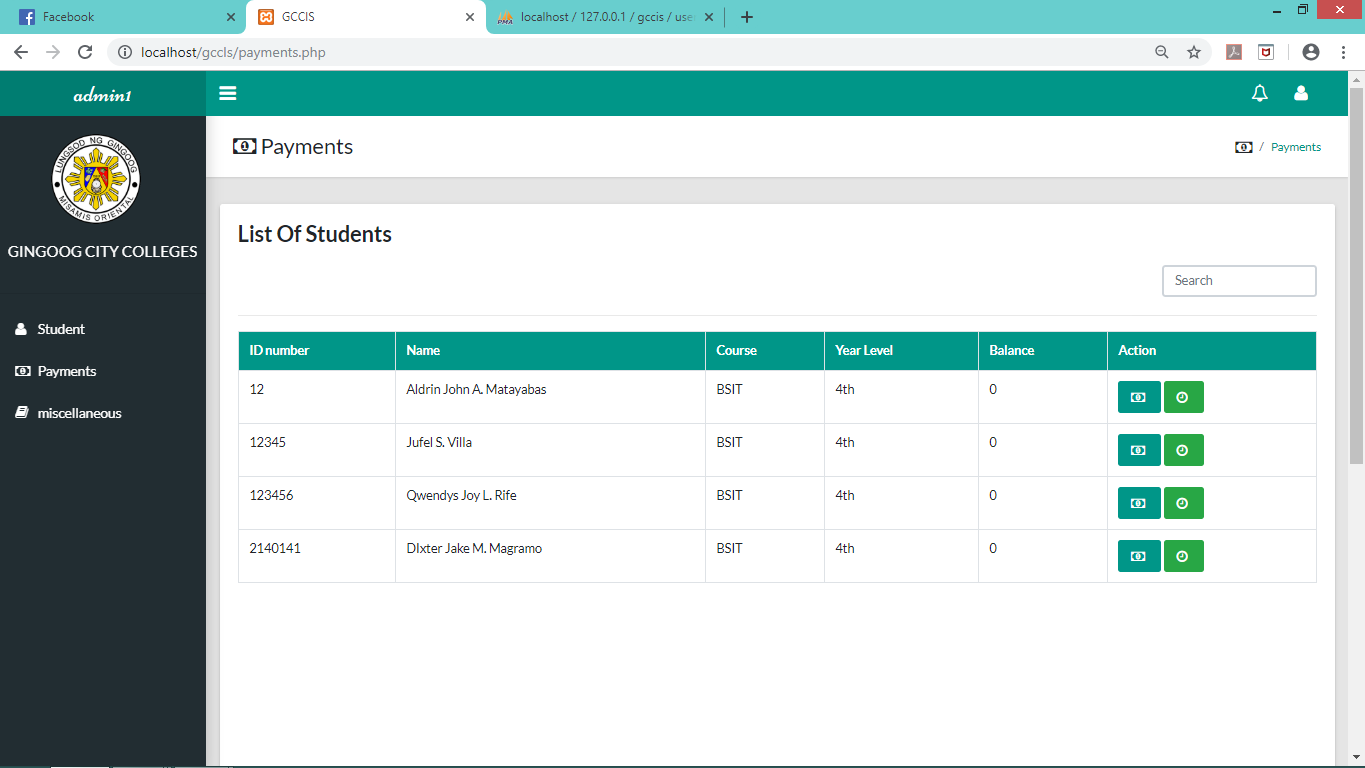 Facebook
GCCIS
localhost / 127.0.0.1 / gccis / use
localhost/gccIs/payments.php
admin1
Payments
/ Payments
LUNGSOD NG GINGOOG
MISAMIS ORIENTAL
GINGOOG CITY COLLEGES
Student
Payments
miscellaneous
List Of Students
Search
ID number Name Course Year Level Balance Action
12 Aldrin John A. Matayabas BSIT 4th 0
12345 Jufel S. Villa BSIT 4th 0
123456 Qwendys Joy L. Rife BSIT 4th 0
2140141 DIxter Jake M. Magramo BSIT 4th 0